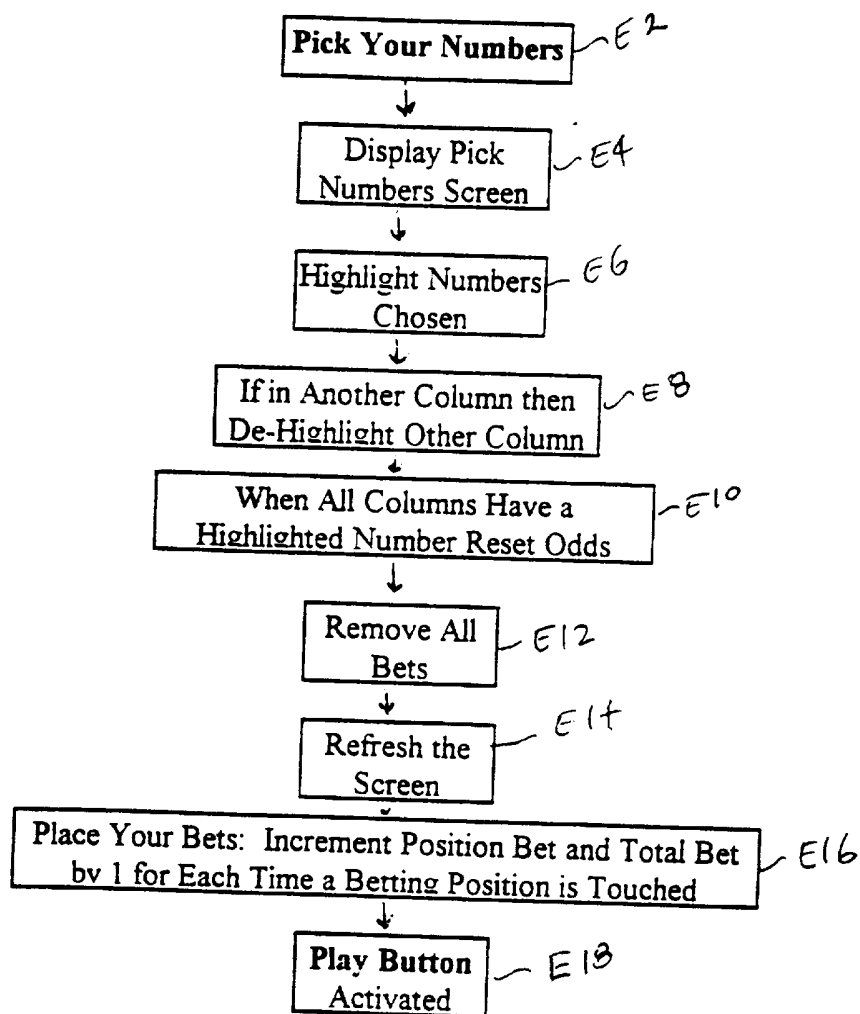 Pick Your Numbers
E2
Display Pick
Numbers Screen
E4
Highlight Numbers
Chosen
E6
If in Another Column then
De-Highlight Other Column
E8
When All Columns Have a
Highlighted Number Reset Odds
E10
Remove All
Bets
E12
Refresh the
Screen
E14
Place Your Bets: Increment Position Bet and Total Bet
by 1 for Each Time a Betting Position is Touched
E16
Play Button
Activated
E18